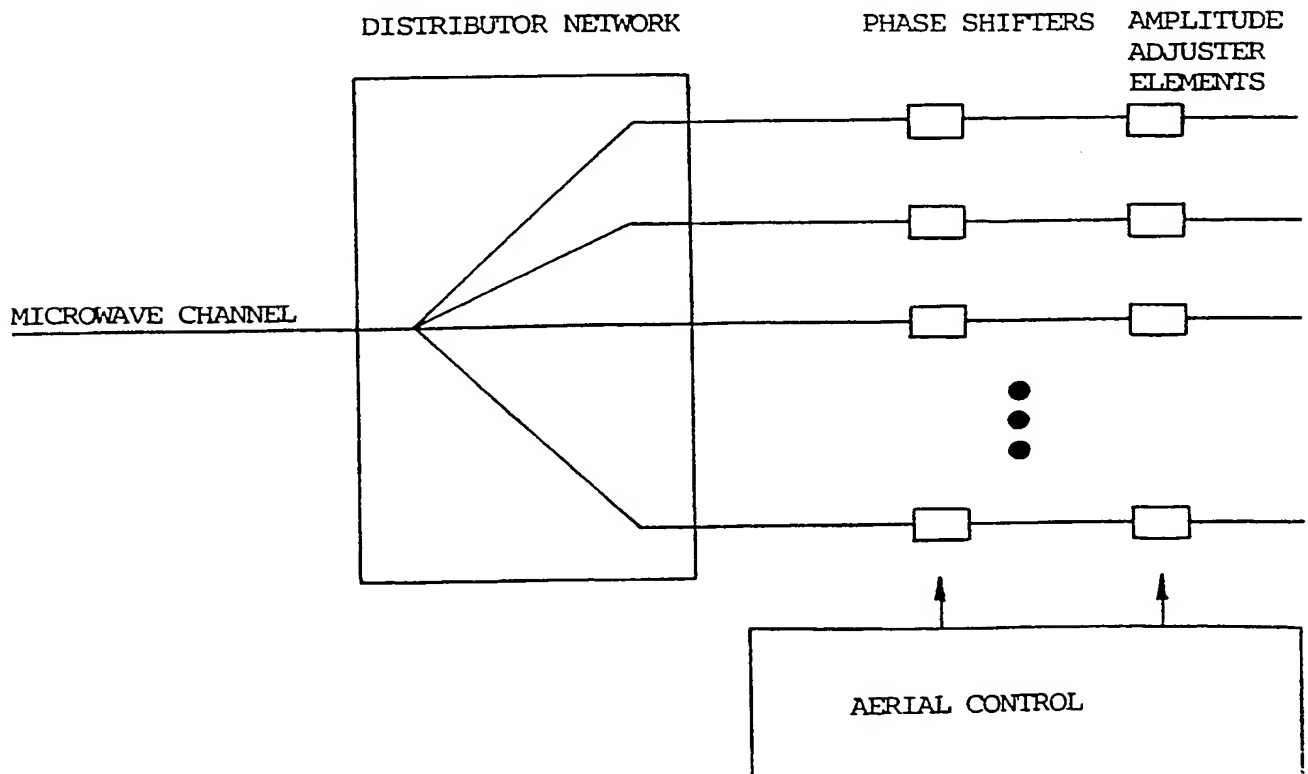 DISTRIBUTOR NETWORK
PHASE SHIFTERS
AMPLITUDE
ADJUSTER
ELEMENTS
MICROWAVE CHANNEL
AERIAL CONTROL